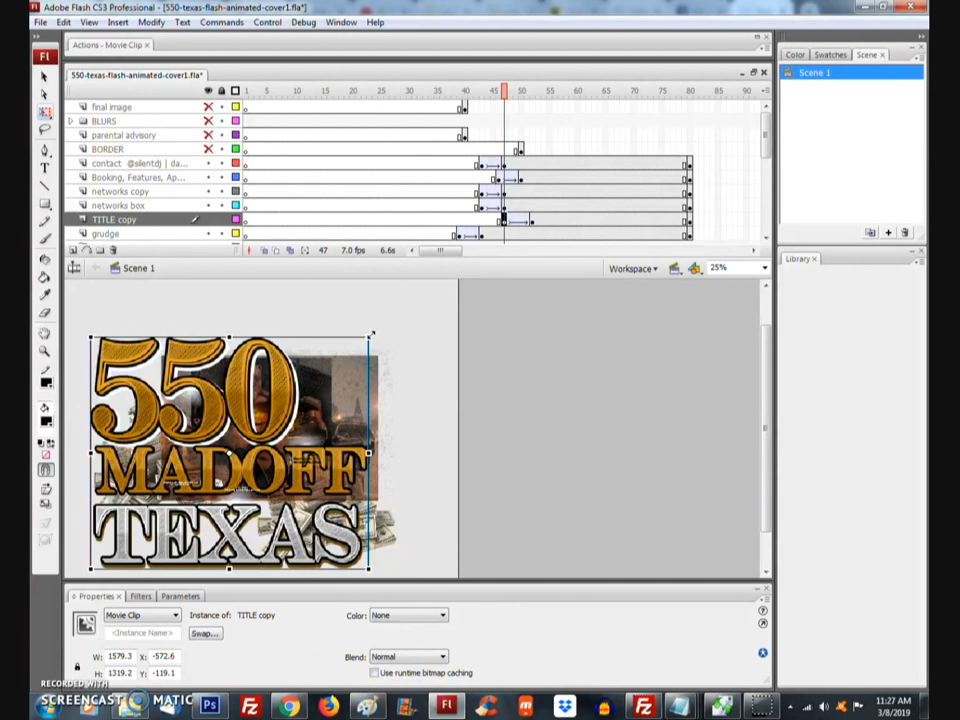 Adobe Flash CS3 Professional - [550-texas-flash-animated-cover1.fla*]
File Edit View Insert Modify Text Commands Control Debug Window Help
Actions - Movie Clip ×
Color Swatches Scene ×
550-texas-flash-animated-cover1.fla*
Scene 1
1 5 10 15 20 25 30 35 40 45 50 55 60 65 70 75 80 85 90
final image
BLURS
parental advisory
BORDER
contact @silentdj | da...
Booking, Features, Ap...
networks copy
networks box
TITLE copy
grudge
47 7.0 fps 6.6s
Scene 1
Workspace
25%
Library ×
550
MADOFF
TEXAS
Properties × Filters Parameters
Movie Clip Instance of: TITLE copy Color: None
<Instance Name> Swap...
W: 1579.3 X: -572.6 Blend: Normal
H: 1319.2 Y: -119.1 Use runtime bitmap caching
RECORDED WITH
SCREENCAST MATIC
11:27 AM
3/8/2019